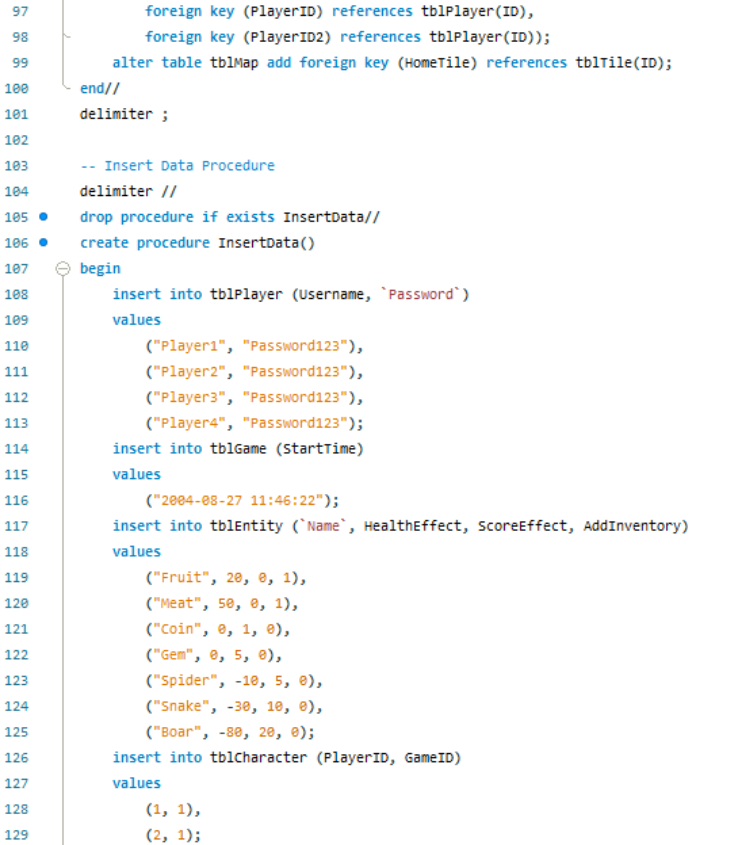 97 foreign key (PlayerID) references tblPlayer(ID),
98 foreign key (PlayerID2) references tblPlayer(ID));
99 alter table tblMap add foreign key (HomeTile) references tblTile(ID);
100 end//
101 delimiter ;
102
103 -- Insert Data Procedure
104 delimiter //
105 drop procedure if exists InsertData//
106 create procedure InsertData()
107 begin
108 insert into tblPlayer (Username, `Password`)
109 values
110 ("Player1", "Password123"),
111 ("Player2", "Password123"),
112 ("Player3", "Password123"),
113 ("Player4", "Password123");
114 insert into tblGame (StartTime)
115 values
116 ("2004-08-27 11:46:22");
117 insert into tblEntity (`Name`, HealthEffect, ScoreEffect, AddInventory)
118 values
119 ("Fruit", 20, 0, 1),
120 ("Meat", 50, 0, 1),
121 ("Coin", 0, 1, 0),
122 ("Gem", 0, 5, 0),
123 ("Spider", -10, 5, 0),
124 ("Snake", -30, 10, 0),
125 ("Boar", -80, 20, 0);
126 insert into tblCharacter (PlayerID, GameID)
127 values
128 (1, 1),
129 (2, 1);